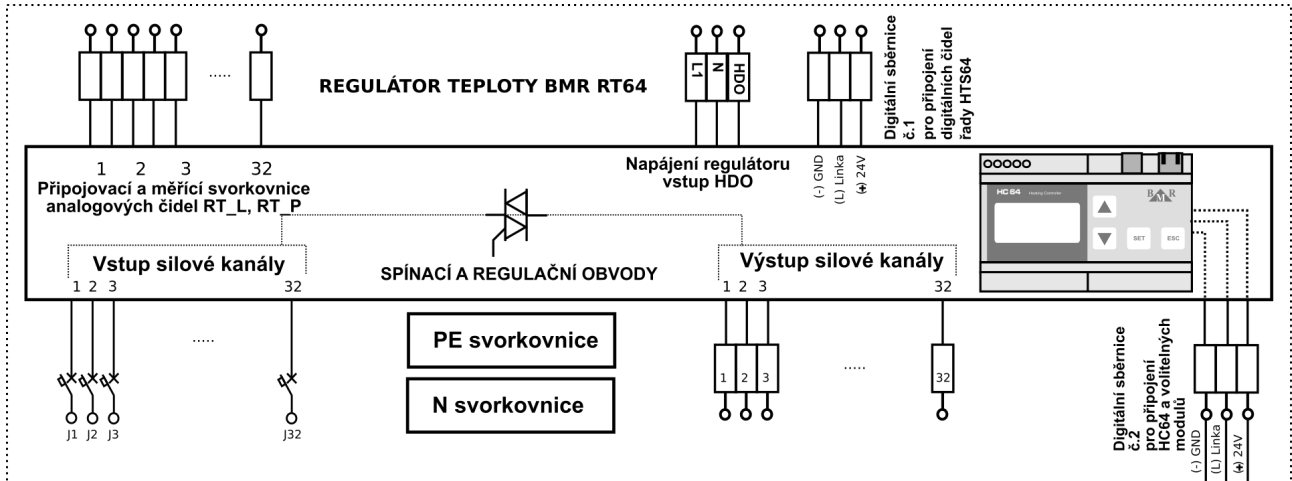 REGULÁTOR TEPLOTY BMR RT64
.....
L1
N
HDO
Digitální sběrnice
č.1
pro připojení
digitálních čidel
řady HTS64
1 2 3 32
Připojovací a měřící svorkovnice
analogových čidel RT_L, RT_P
Napájení regulátoru
vstup HDO
(-) GND
(L) Linka
(+) 24V
HC64 Heating Controller
BMR
SET
ESC
Vstup silové kanály
SPÍNACÍ A REGULAČNÍ OBVODY
Výstup silové kanály
1 2 3 32
1 2 3 32
PE svorkovnice
N svorkovnice
.....
.....
1 2 3 32
J1 J2 J3 J32
Digitální sběrnice
č.2
pro připojení
HC64 a volitelných
modulů
(-) GND
(L) Linka
(+) 24V